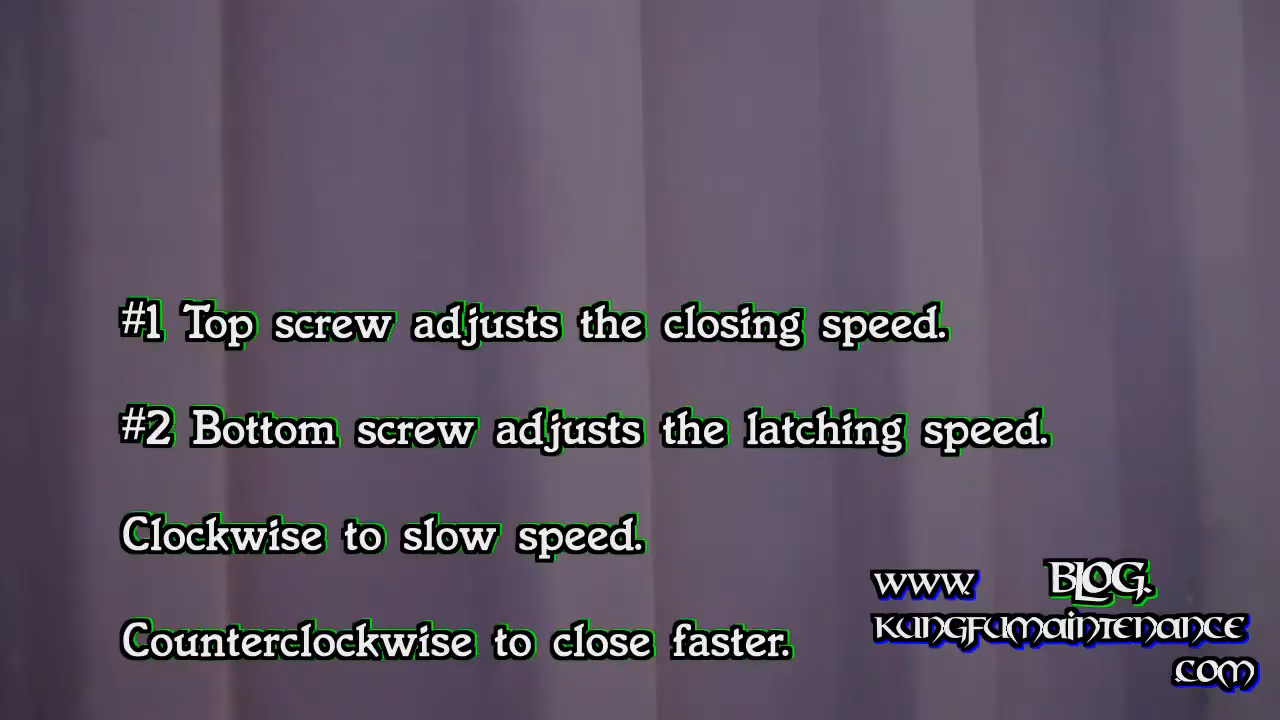 #1 Top screw adjusts the closing speed.
#2 Bottom screw adjusts the latching speed.
Clockwise to slow speed.
Counterclockwise to close faster.
www. BLOG.
KUNGFUMAINTENANCE
.COM